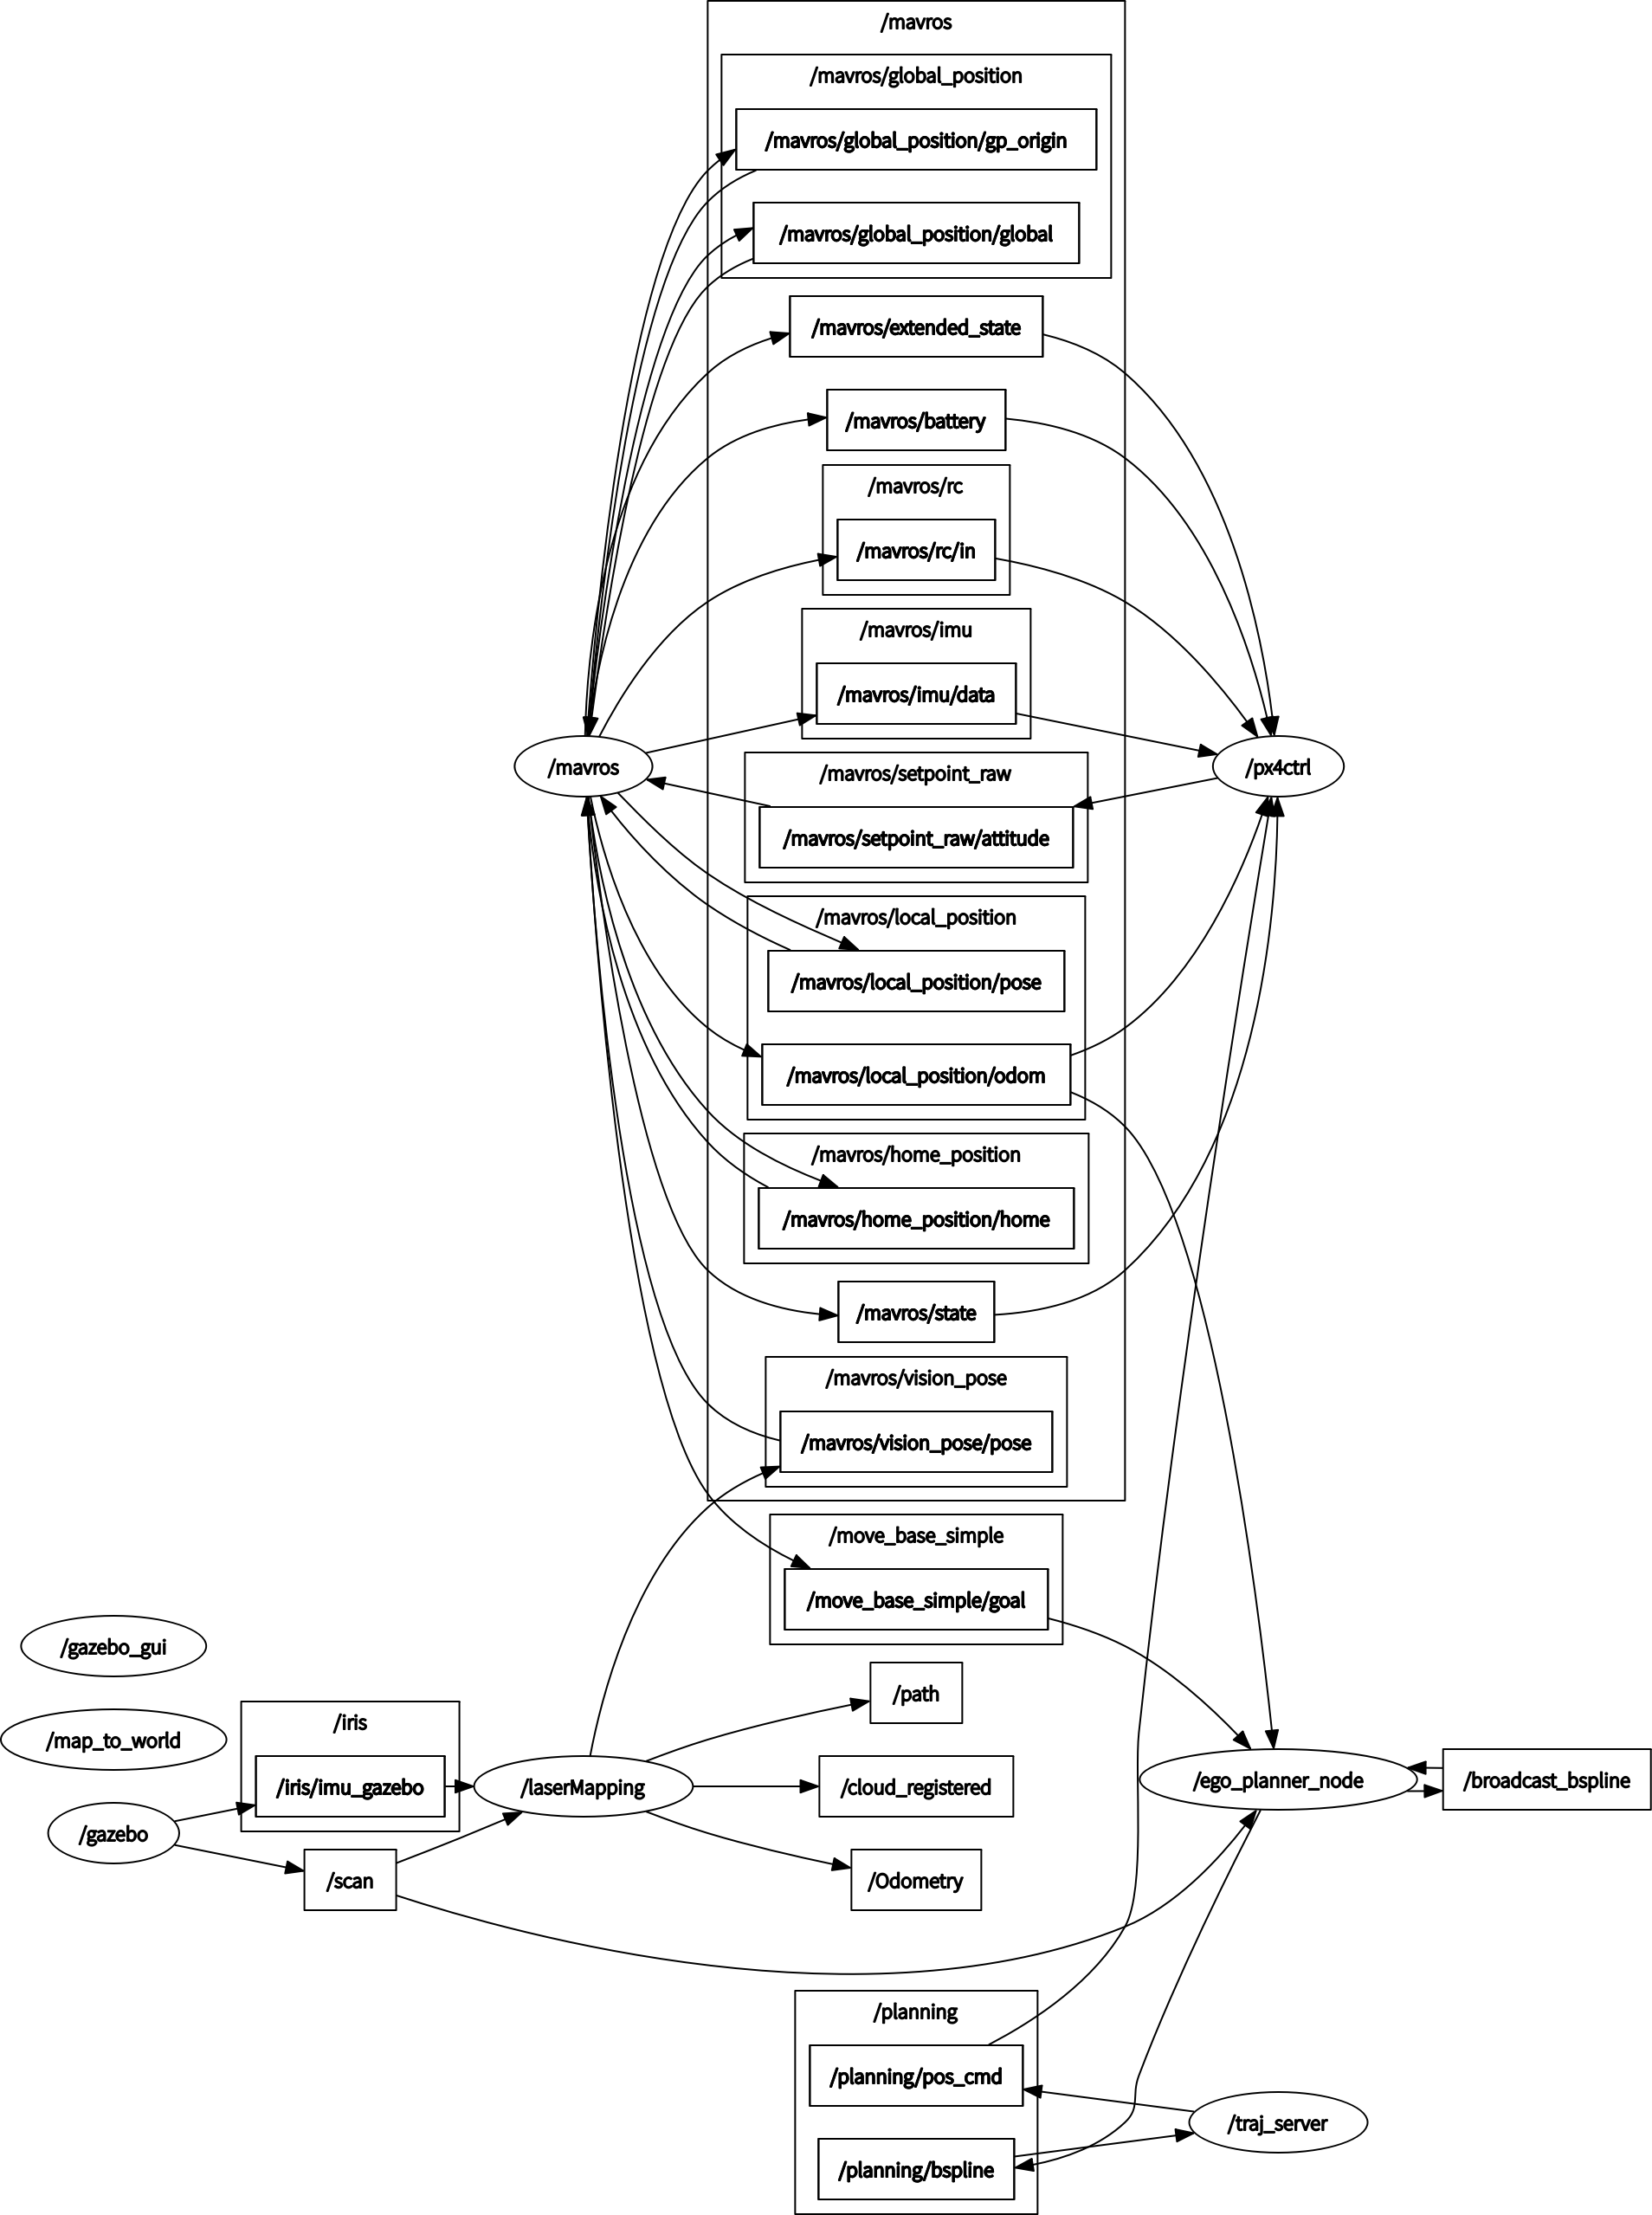 /mavros
/mavros/global_position
/mavros/global_position/gp_origin
/mavros/global_position/global
/mavros/extended_state
/mavros/battery
/mavros/rc
/mavros/rc/in
/mavros/imu
/mavros/imu/data
/mavros
/px4ctrl
/mavros/setpoint_raw
/mavros/setpoint_raw/attitude
/mavros/local_position
/mavros/local_position/pose
/mavros/local_position/odom
/mavros/home_position
/mavros/home_position/home
/mavros/state
/mavros/vision_pose
/mavros/vision_pose/pose
/move_base_simple
/move_base_simple/goal
/gazebo_gui
/path
/iris
/map_to_world
/iris/imu_gazebo
/laserMapping
/cloud_registered
/ego_planner_node
/broadcast_bspline
/gazebo
/scan
/Odometry
/planning
/planning/pos_cmd
/traj_server
/planning/bspline